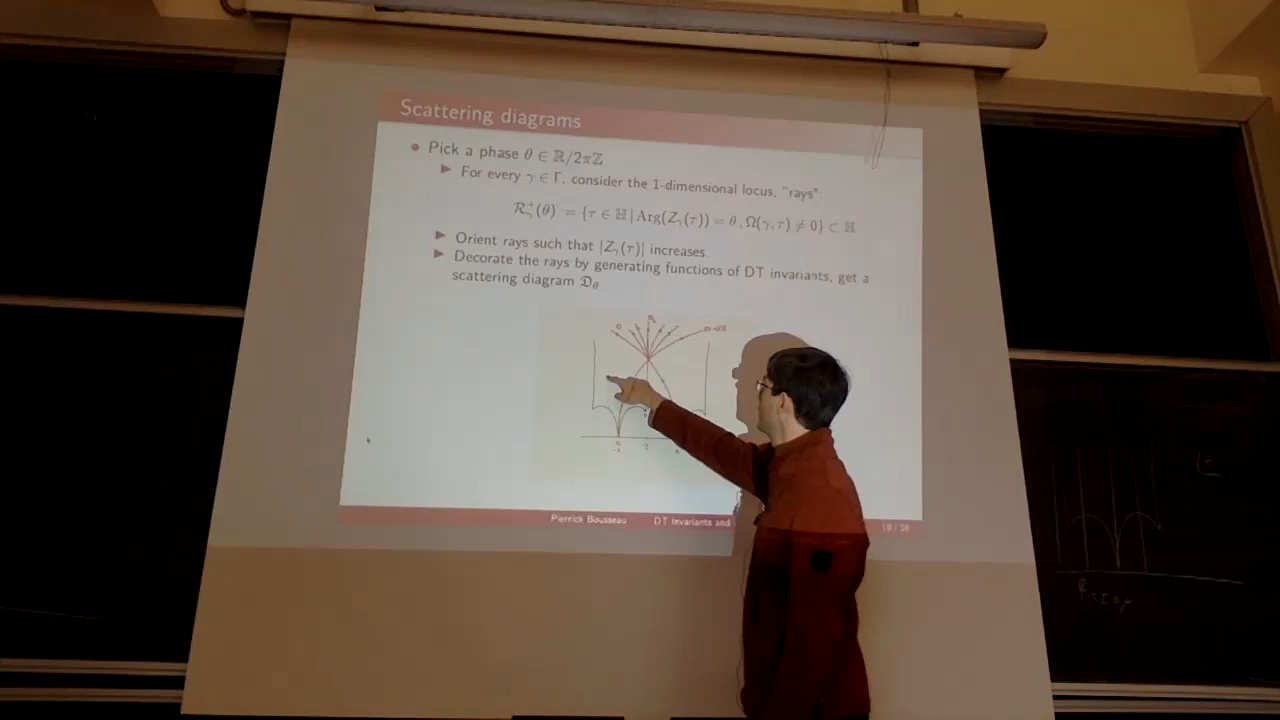 Scattering diagrams
• Pick a phase θ ∈ ℝ/2πℤ
▶ For every γ ∈ Γ, consider the 1-dimensional locus, "rays":
ℛ⁺_γ(θ) := {τ ∈ ℍ | Arg(Z_γ(τ)) = θ, Ω(γ,τ) ≠ 0} ⊂ ℍ
▶ Orient rays such that |Z_γ(τ)| increases.
▶ Decorate the rays by generating functions of DT invariants, get a
scattering diagram 𝔇_θ
Pierrick Bousseau DT Invariants and
19 / 38